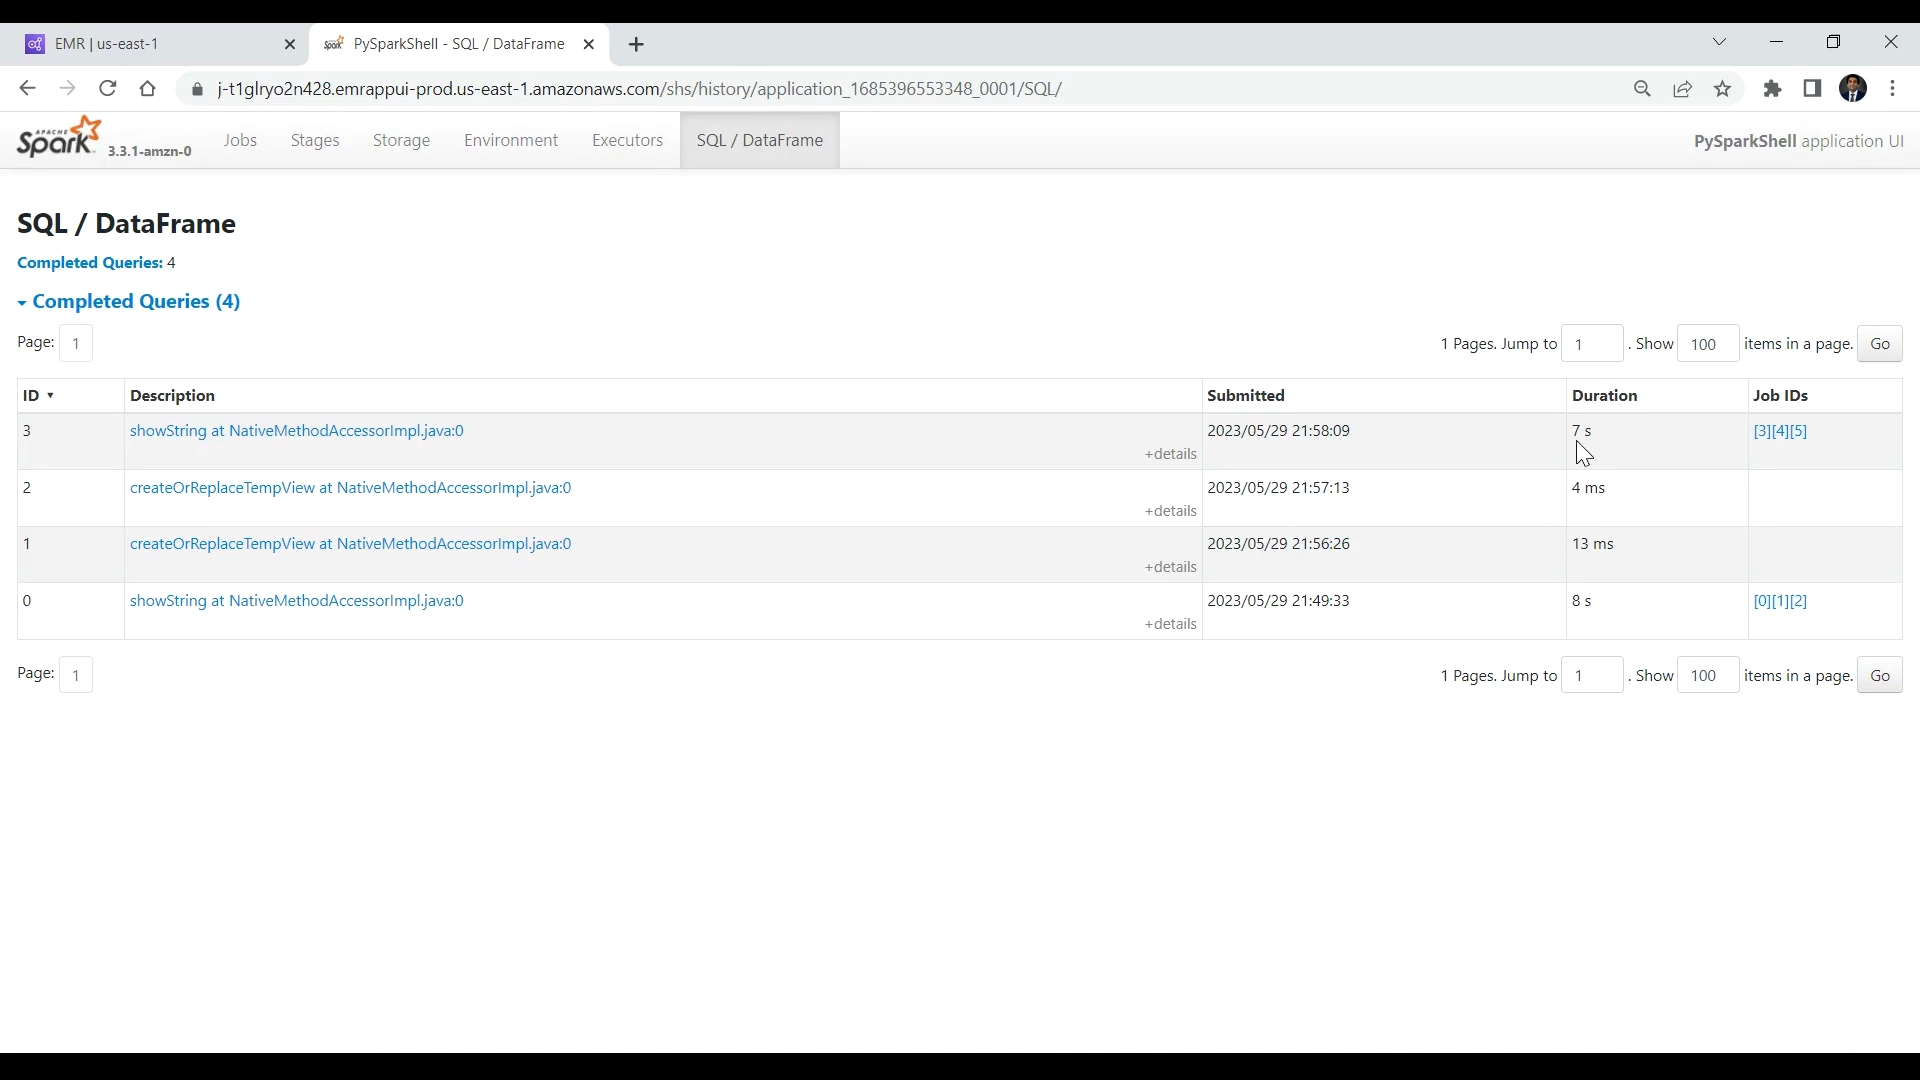 EMR | us-east-1
PySparkShell - SQL / DataFrame
j-t1glryo2n428.emrappui-prod.us-east-1.amazonaws.com/shs/history/application_1685396553348_0001/SQL/
APACHE
Spark 3.3.1-amzn-0 Jobs Stages Storage Environment Executors SQL / DataFrame PySparkShell application UI
SQL / DataFrame
Completed Queries: 4
Completed Queries (4)
Page: 1 1 Pages. Jump to 1 . Show 100 items in a page. Go
ID Description Submitted Duration Job IDs
3 showString at NativeMethodAccessorImpl.java:0 2023/05/29 21:58:09 7 s [3][4][5]
+details
2 createOrReplaceTempView at NativeMethodAccessorImpl.java:0 2023/05/29 21:57:13 4 ms
+details
1 createOrReplaceTempView at NativeMethodAccessorImpl.java:0 2023/05/29 21:56:26 13 ms
+details
0 showString at NativeMethodAccessorImpl.java:0 2023/05/29 21:49:33 8 s [0][1][2]
+details
Page: 1 1 Pages. Jump to 1 . Show 100 items in a page. Go